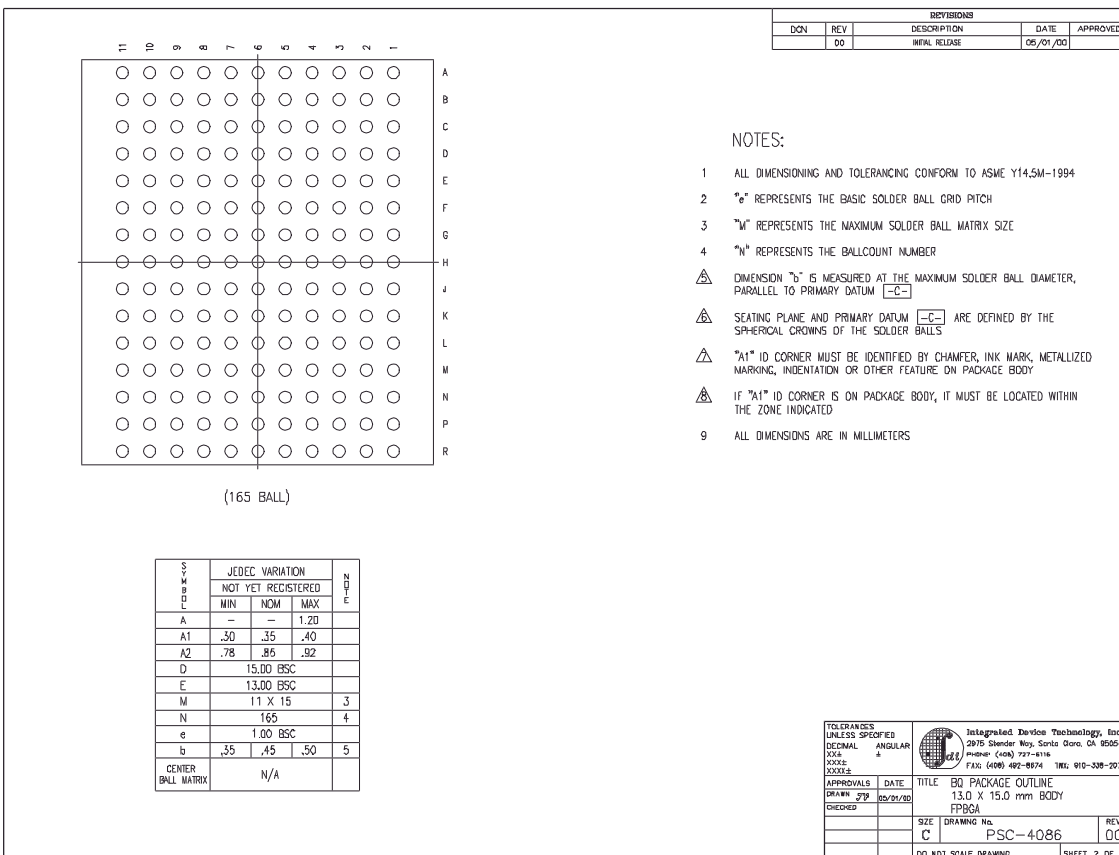 REVISIONS
DCN REV DESCRIPTION DATE APPROVED
00 INITIAL RELEASE 05/01/00
11 10 9 8 7 6 5 4 3 2 1
A
B
C
D
E
F
G
H
J
K
L
M
N
P
R
(165 BALL)
NOTES:
1 ALL DIMENSIONING AND TOLERANCING CONFORM TO ASME Y14.5M-1994
2 "e" REPRESENTS THE BASIC SOLDER BALL GRID PITCH
3 "M" REPRESENTS THE MAXIMUM SOLDER BALL MATRIX SIZE
4 "N" REPRESENTS THE BALLCOUNT NUMBER
5 DIMENSION "b" IS MEASURED AT THE MAXIMUM SOLDER BALL DIAMETER,
PARALLEL TO PRIMARY DATUM -C-
6 SEATING PLANE AND PRIMARY DATUM -C- ARE DEFINED BY THE
SPHERICAL CROWNS OF THE SOLDER BALLS
7 "A1" ID CORNER MUST BE IDENTIFIED BY CHAMFER, INK MARK, METALLIZED
MARKING, INDENTATION OR OTHER FEATURE ON PACKAGE BODY
8 IF "A1" ID CORNER IS ON PACKAGE BODY, IT MUST BE LOCATED WITHIN
THE ZONE INDICATED
9 ALL DIMENSIONS ARE IN MILLIMETERS
SYMBOL JEDEC VARIATION NOTE
NOT YET REGISTERED
MIN NOM MAX
A – – 1.20
A1 .30 .35 .40
A2 .78 .85 .92
D 15.00 BSC
E 13.00 BSC
M 11 X 15 3
N 165 4
e 1.00 BSC
b .35 .45 .50 5
CENTER
BALL MATRIX N/A
TOLERANCES
UNLESS SPECIFIED
DECIMAL ANGULAR
XX± ±
XXX±
XXXX±
idt
Integrated Device Technology, Inc
2975 Stender Way, Santa Clara, CA 9505
PHONE: (408) 727-6116
FAX: (408) 492-8674 TWX: 910-338-207
APPROVALS DATE
DRAWN 05/01/00
CHECKED
TITLE BQ PACKAGE OUTLINE
13.0 X 15.0 mm BODY
FPBGA
SIZE DRAWING No. REV
C PSC-4086 00
DO NOT SCALE DRAWING SHEET 2 OF